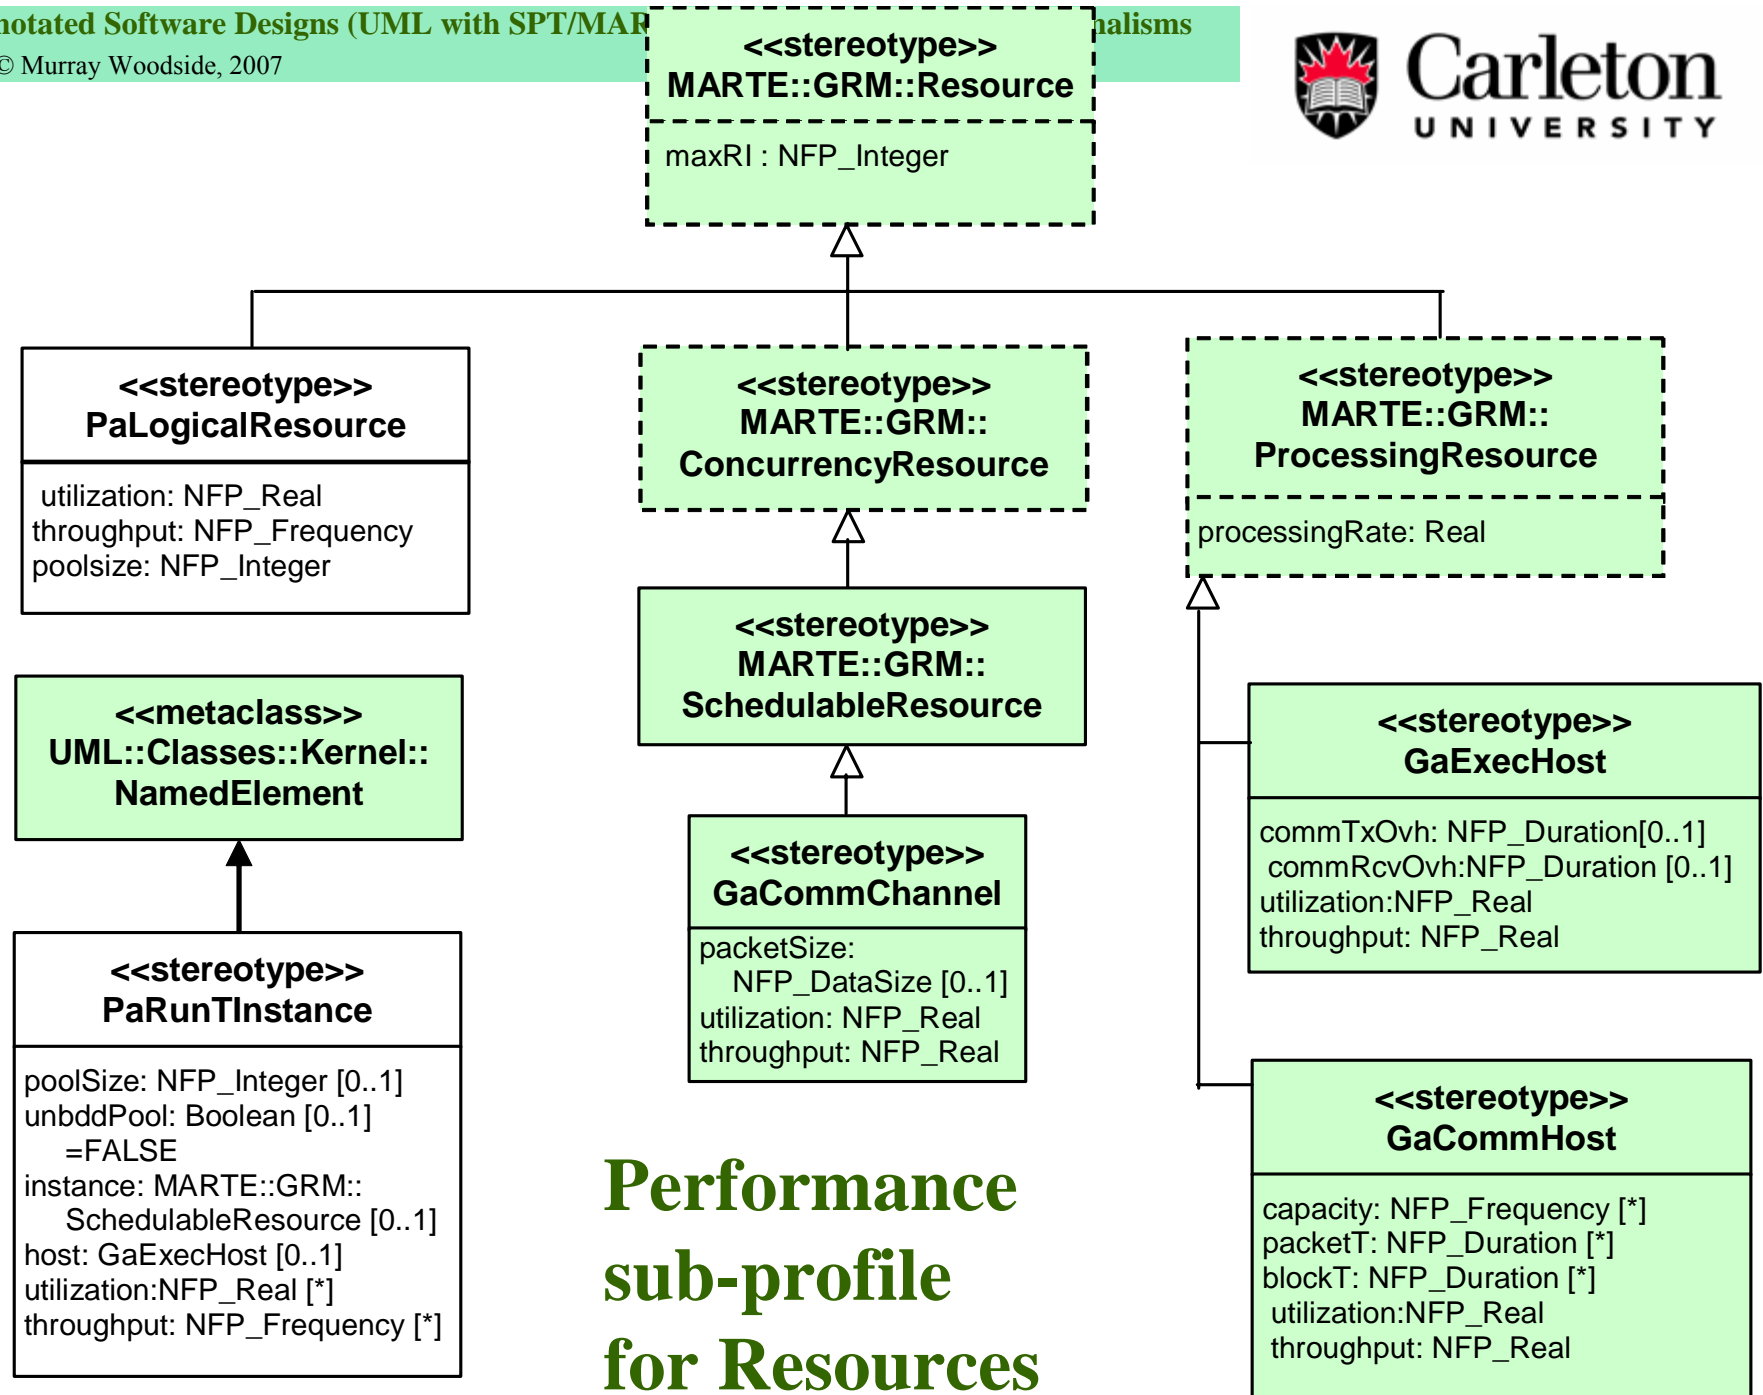 notated Software Designs (UML with SPT/MAR
nalisms
© Murray Woodside, 2007
Carleton
UNIVERSITY
<<stereotype>>
MARTE::GRM::Resource
maxRI : NFP_Integer
<<stereotype>>
PaLogicalResource
utilization: NFP_Real
throughput: NFP_Frequency
poolsize: NFP_Integer
<<stereotype>>
MARTE::GRM::
ConcurrencyResource
<<stereotype>>
MARTE::GRM::
ProcessingResource
processingRate: Real
<<stereotype>>
MARTE::GRM::
SchedulableResource
<<metaclass>>
UML::Classes::Kernel::
NamedElement
<<stereotype>>
GaExecHost
commTxOvh: NFP_Duration[0..1]
commRcvOvh:NFP_Duration [0..1]
utilization:NFP_Real
throughput: NFP_Real
<<stereotype>>
GaCommChannel
packetSize:
NFP_DataSize [0..1]
utilization: NFP_Real
throughput: NFP_Real
<<stereotype>>
PaRunTInstance
poolSize: NFP_Integer [0..1]
unbddPool: Boolean [0..1]
=FALSE
instance: MARTE::GRM::
SchedulableResource [0..1]
host: GaExecHost [0..1]
utilization:NFP_Real [*]
throughput: NFP_Frequency [*]
<<stereotype>>
GaCommHost
capacity: NFP_Frequency [*]
packetT: NFP_Duration [*]
blockT: NFP_Duration [*]
utilization:NFP_Real
throughput: NFP_Real
Performance
sub-profile
for Resources